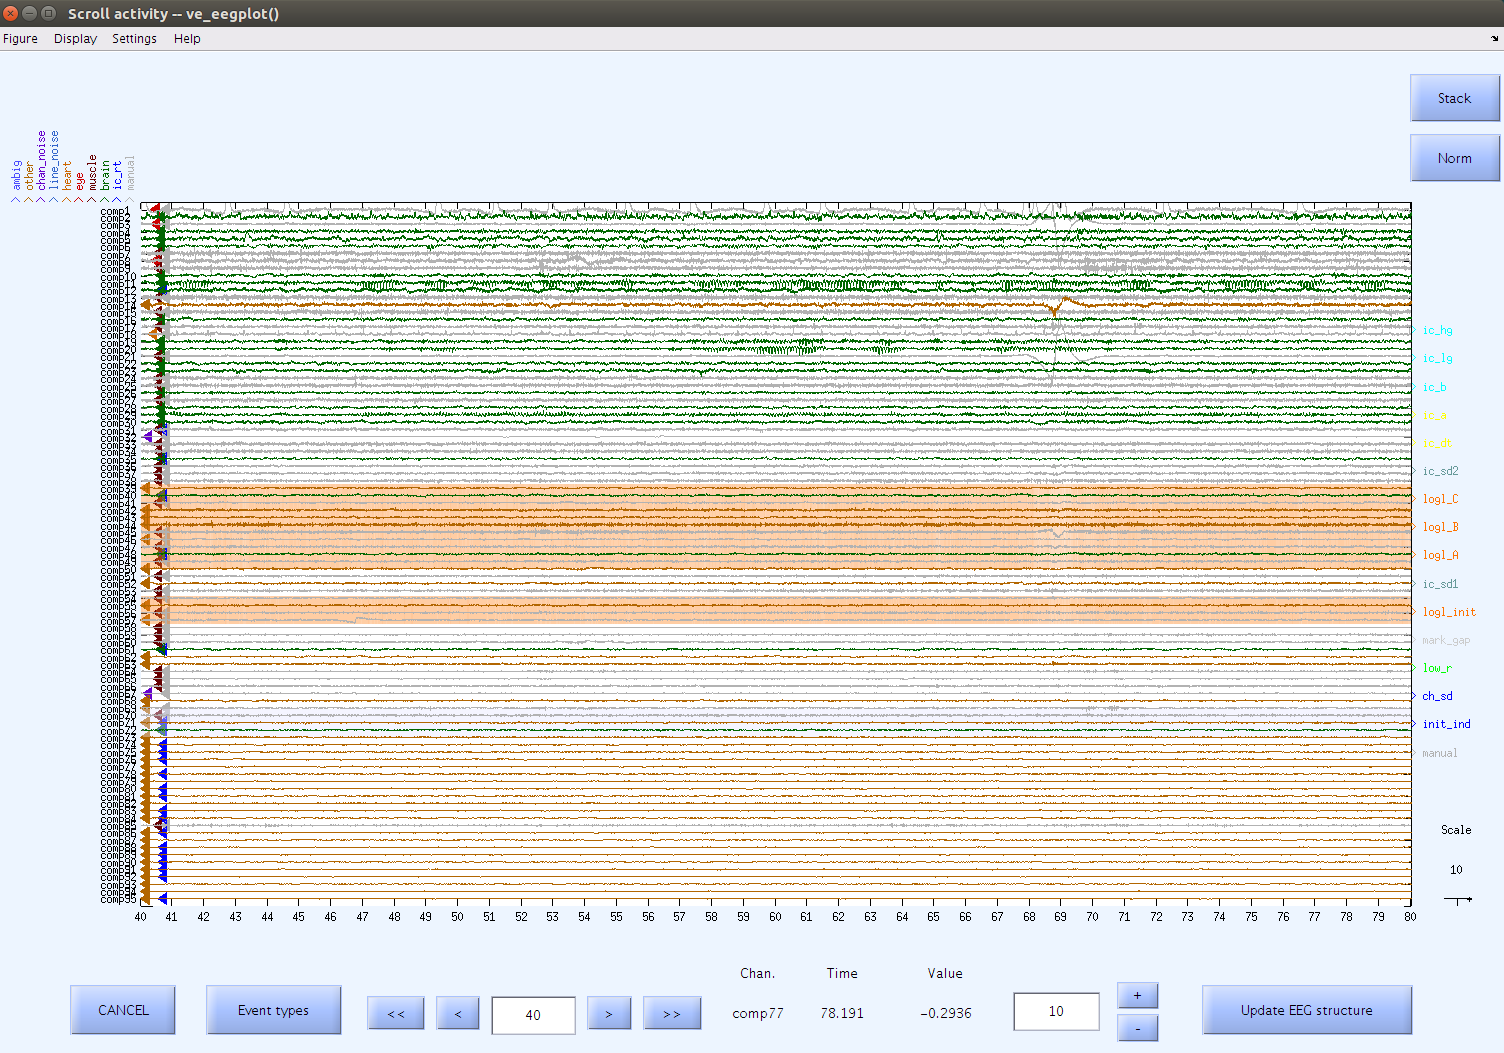 Scroll activity -- ve_eegplot()
Figure Display Settings Help
Stack
Norm
ambig
other
chan_noise
line_noise
heart
eye
muscle
brain
ic_rt
manual
comp1
comp2
comp3
comp4
comp5
comp6
comp7
comp8
comp9
comp10
comp11
comp12
comp13
comp14
comp15
comp16
comp17
comp18
comp19
comp20
comp21
comp22
comp23
comp24
comp25
comp26
comp27
comp28
comp29
comp30
comp31
comp32
comp33
comp34
comp35
comp36
comp37
comp38
comp39
comp40
comp41
comp42
comp43
comp44
comp45
comp46
comp47
comp48
comp49
comp50
comp51
comp52
comp53
comp54
comp55
comp56
comp57
comp58
comp59
comp60
comp61
comp62
comp63
comp64
comp65
comp66
comp67
comp68
comp69
comp70
comp71
comp72
comp73
comp74
comp75
comp76
comp77
comp78
comp79
comp80
comp81
comp82
comp83
comp84
comp85
comp86
comp87
comp88
comp89
comp90
comp91
comp92
comp93
comp94
comp95
ic_hg
ic_lg
ic_b
ic_a
ic_dt
ic_sd2
logl_C
logl_B
logl_A
ic_sd1
logl_init
mark_gap
low_r
ch_sd
init_ind
manual
Scale
10
40 41 42 43 44 45 46 47 48 49 50 51 52 53 54 55 56 57 58 59 60 61 62 63 64 65 66 67 68 69 70 71 72 73 74 75 76 77 78 79 80
Chan. Time Value
CANCEL Event types << < 40 > >> comp77 78.191 -0.2936 10 + - Update EEG structure